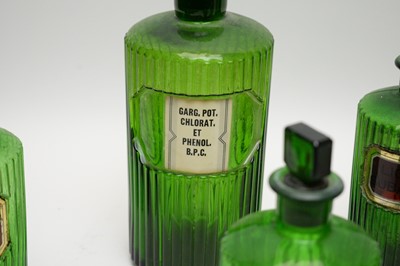 GARG. POT.
CHLORAT.
ET
PHENOL.
B.P.C.